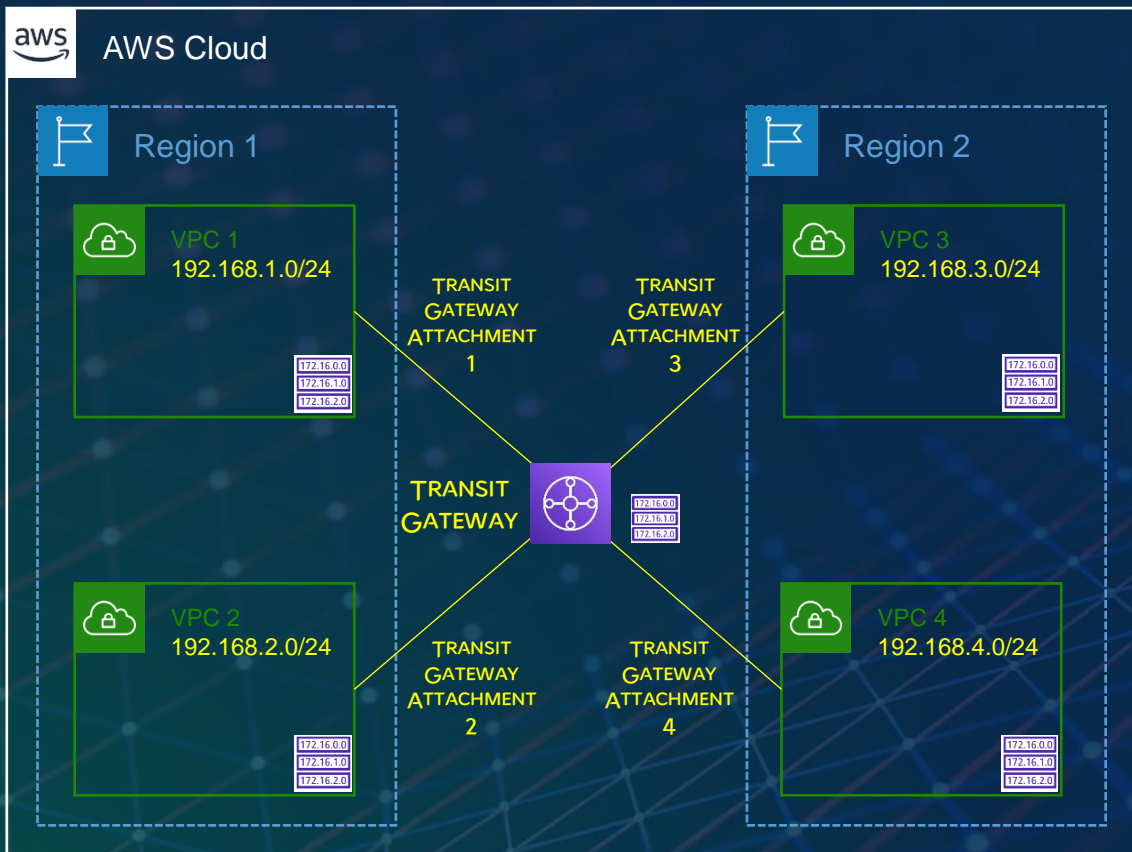 aws
AWS Cloud
Region 1
Region 2
VPC 1
192.168.1.0/24
172.16.0.0
172.16.1.0
172.16.2.0
TRANSIT
GATEWAY
ATTACHMENT
1
TRANSIT
GATEWAY
ATTACHMENT
3
VPC 3
192.168.3.0/24
172.16.0.0
172.16.1.0
172.16.2.0
TRANSIT
GATEWAY
172.16.0.0
172.16.1.0
172.16.2.0
VPC 2
192.168.2.0/24
172.16.0.0
172.16.1.0
172.16.2.0
TRANSIT
GATEWAY
ATTACHMENT
2
TRANSIT
GATEWAY
ATTACHMENT
4
VPC 4
192.168.4.0/24
172.16.0.0
172.16.1.0
172.16.2.0